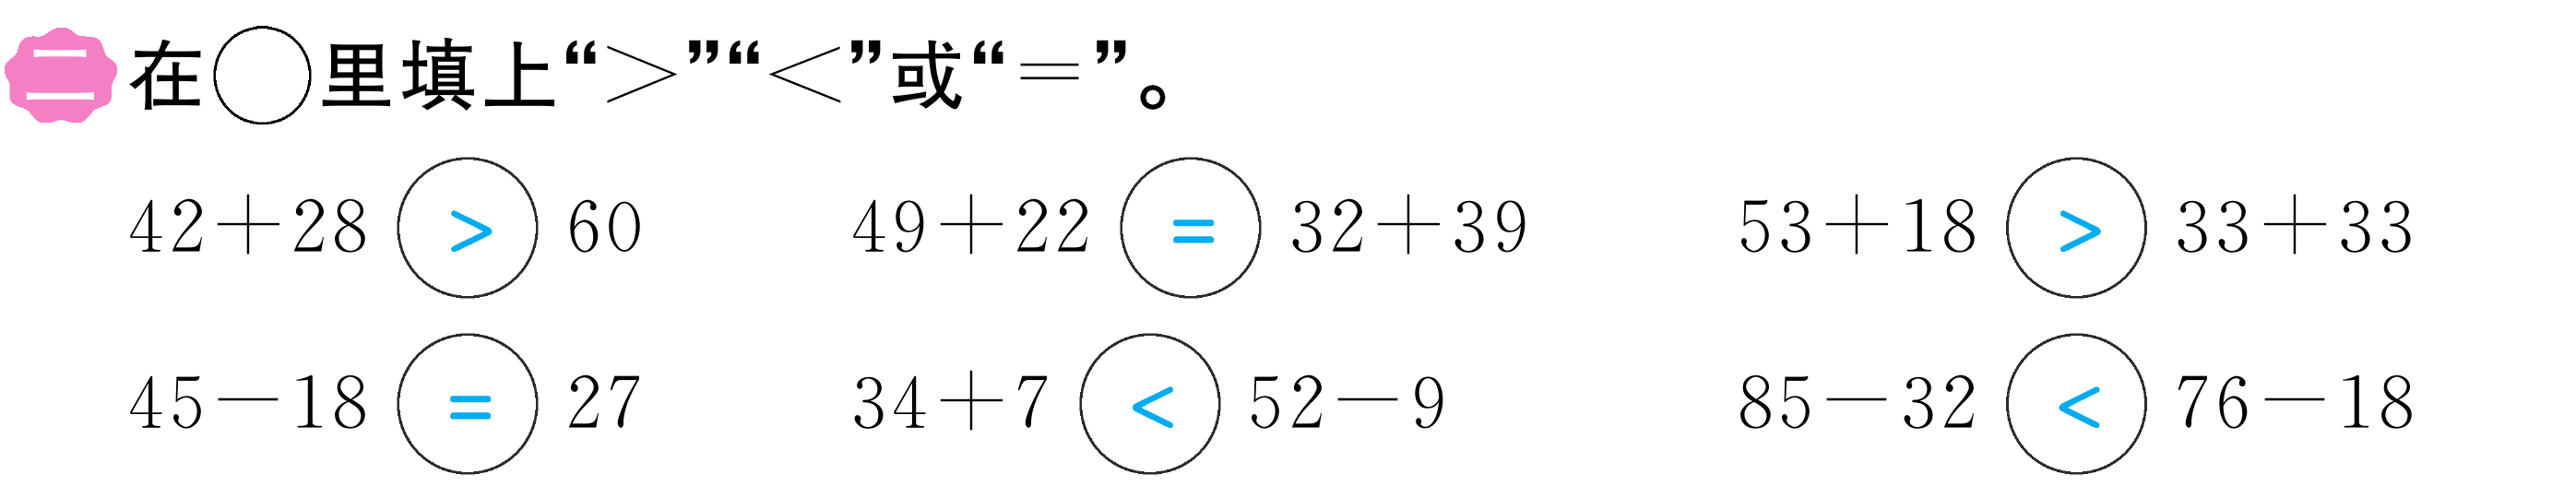 二 在○里填上“>”“<”或“=”。
42+28 > 60 49+22 = 32+39 53+18 > 33+33
45-18 = 27 34+7 < 52-9 85-32 < 76-18